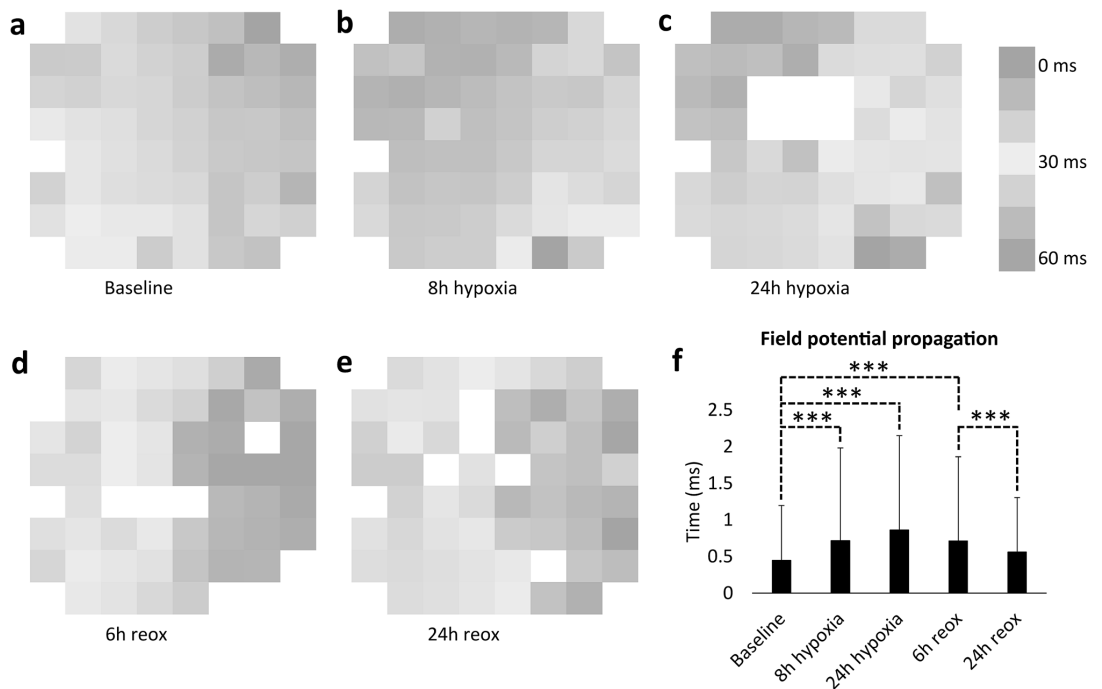 a
b
c
0 ms
30 ms
60 ms
Baseline
8h hypoxia
24h hypoxia
d
e
f
Field potential propagation
***
***
***
***
2.5
2
1.5
1
0.5
0
Time (ms)
Baseline
8h hypoxia
24h hypoxia
6h reox
24h reox
6h reox
24h reox